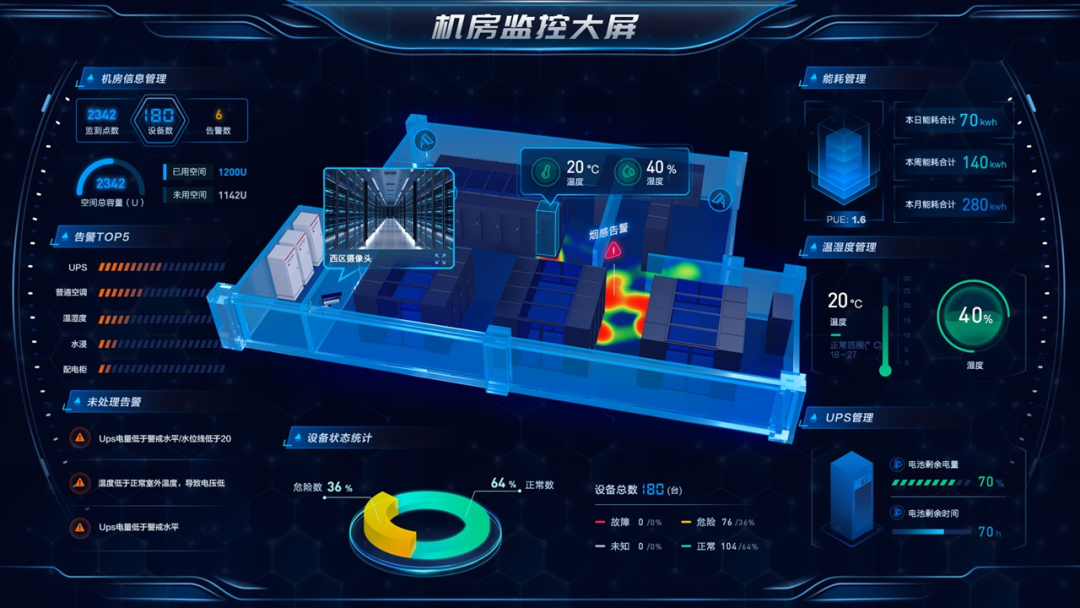 机房监控大屏
机房信息管理
2342
监测点数
180
设备数
6
告警数
2342
空间总容量（U）
已用空间 1200U
未用空间 1142U
告警TOP5
UPS
普通空调
温湿度
水浸
配电柜
未处理告警
Ups电量低于警戒水平/水位线低于20
温度低于正常室外温度，导致电压低
Ups电量低于警戒水平
西区摄像头
20°C
温度
40%
湿度
烟感告警
设备状态统计
危险数 36%
64% 正常数
设备总数 180（台）
故障 0/0%
危险 76/36%
未知 0/0%
正常 104/64%
能耗管理
PUE: 1.6
本日能耗合计 70kwh
本周能耗合计 140kwh
本月能耗合计 280kwh
温湿度管理
20°C
温度
正常范围(°C)
18-27
30
40%
湿度
UPS管理
电池剩余电量
70%
电池剩余时间
70h